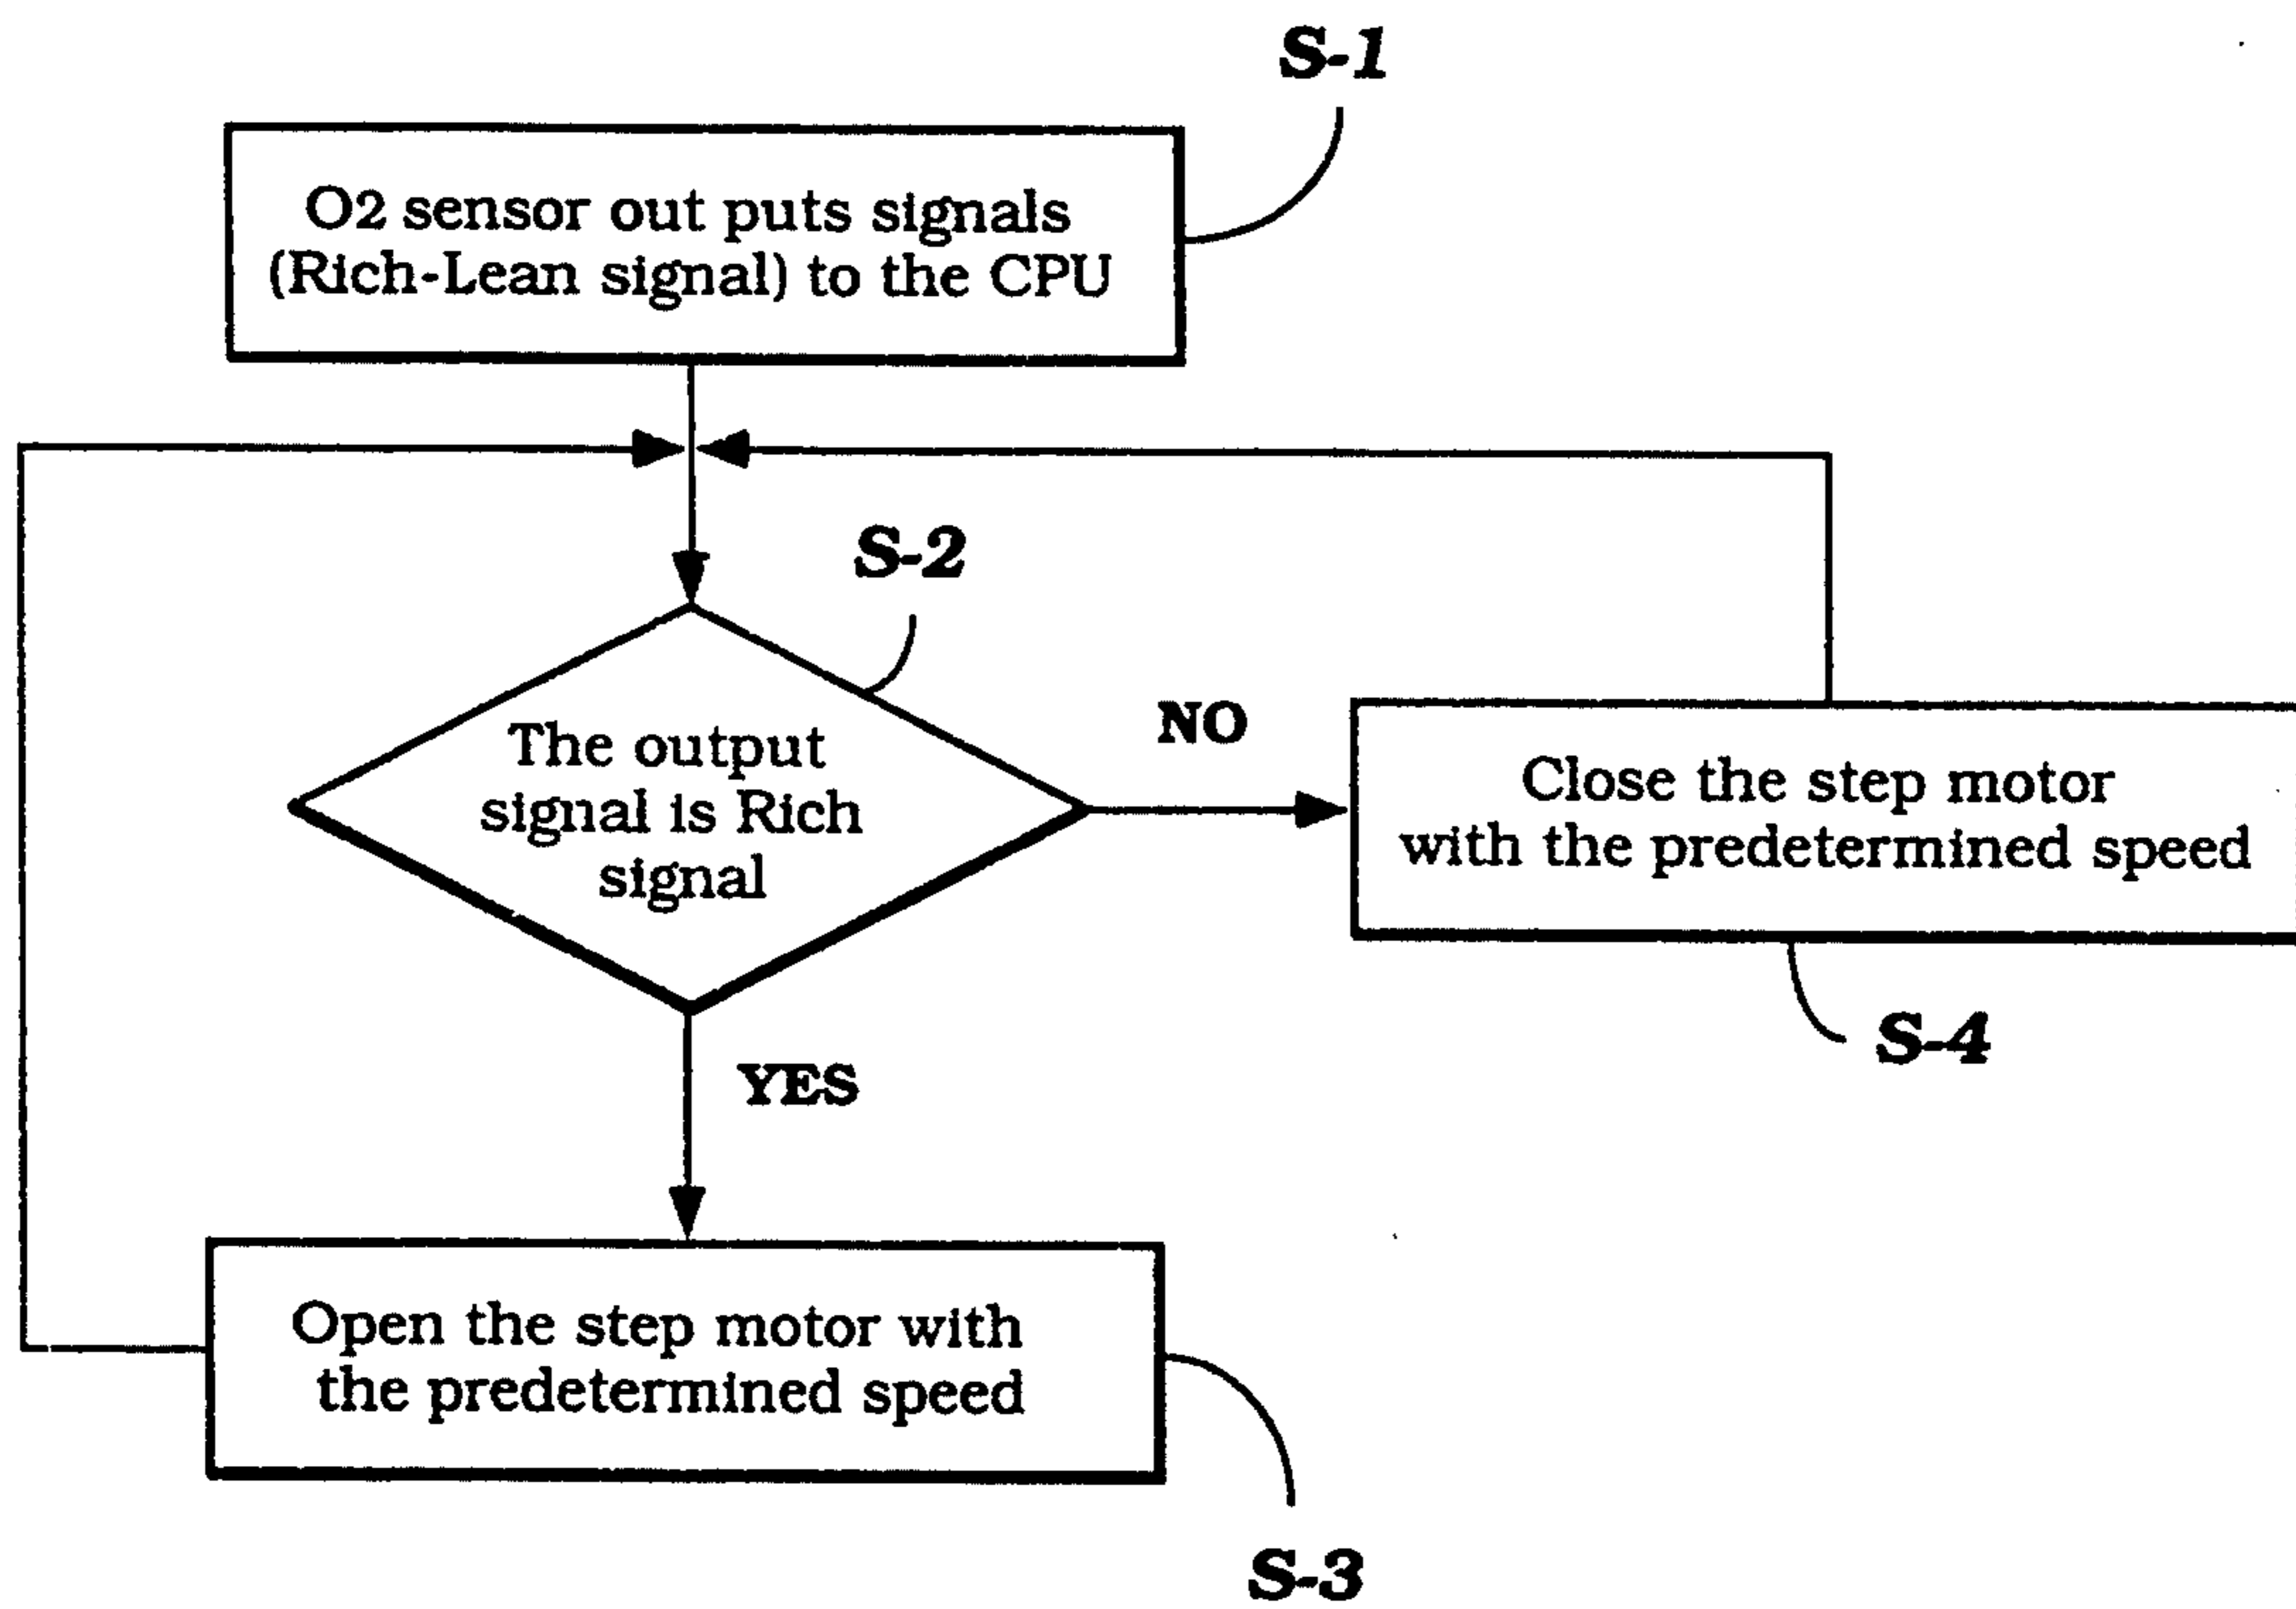 S-1
O2 sensor out puts signals
(Rich-Lean signal) to the CPU
S-2
The output
signal is Rich
signal
NO
Close the step motor
with the predetermined speed
S-4
YES
Open the step motor with
the predetermined speed
S-3